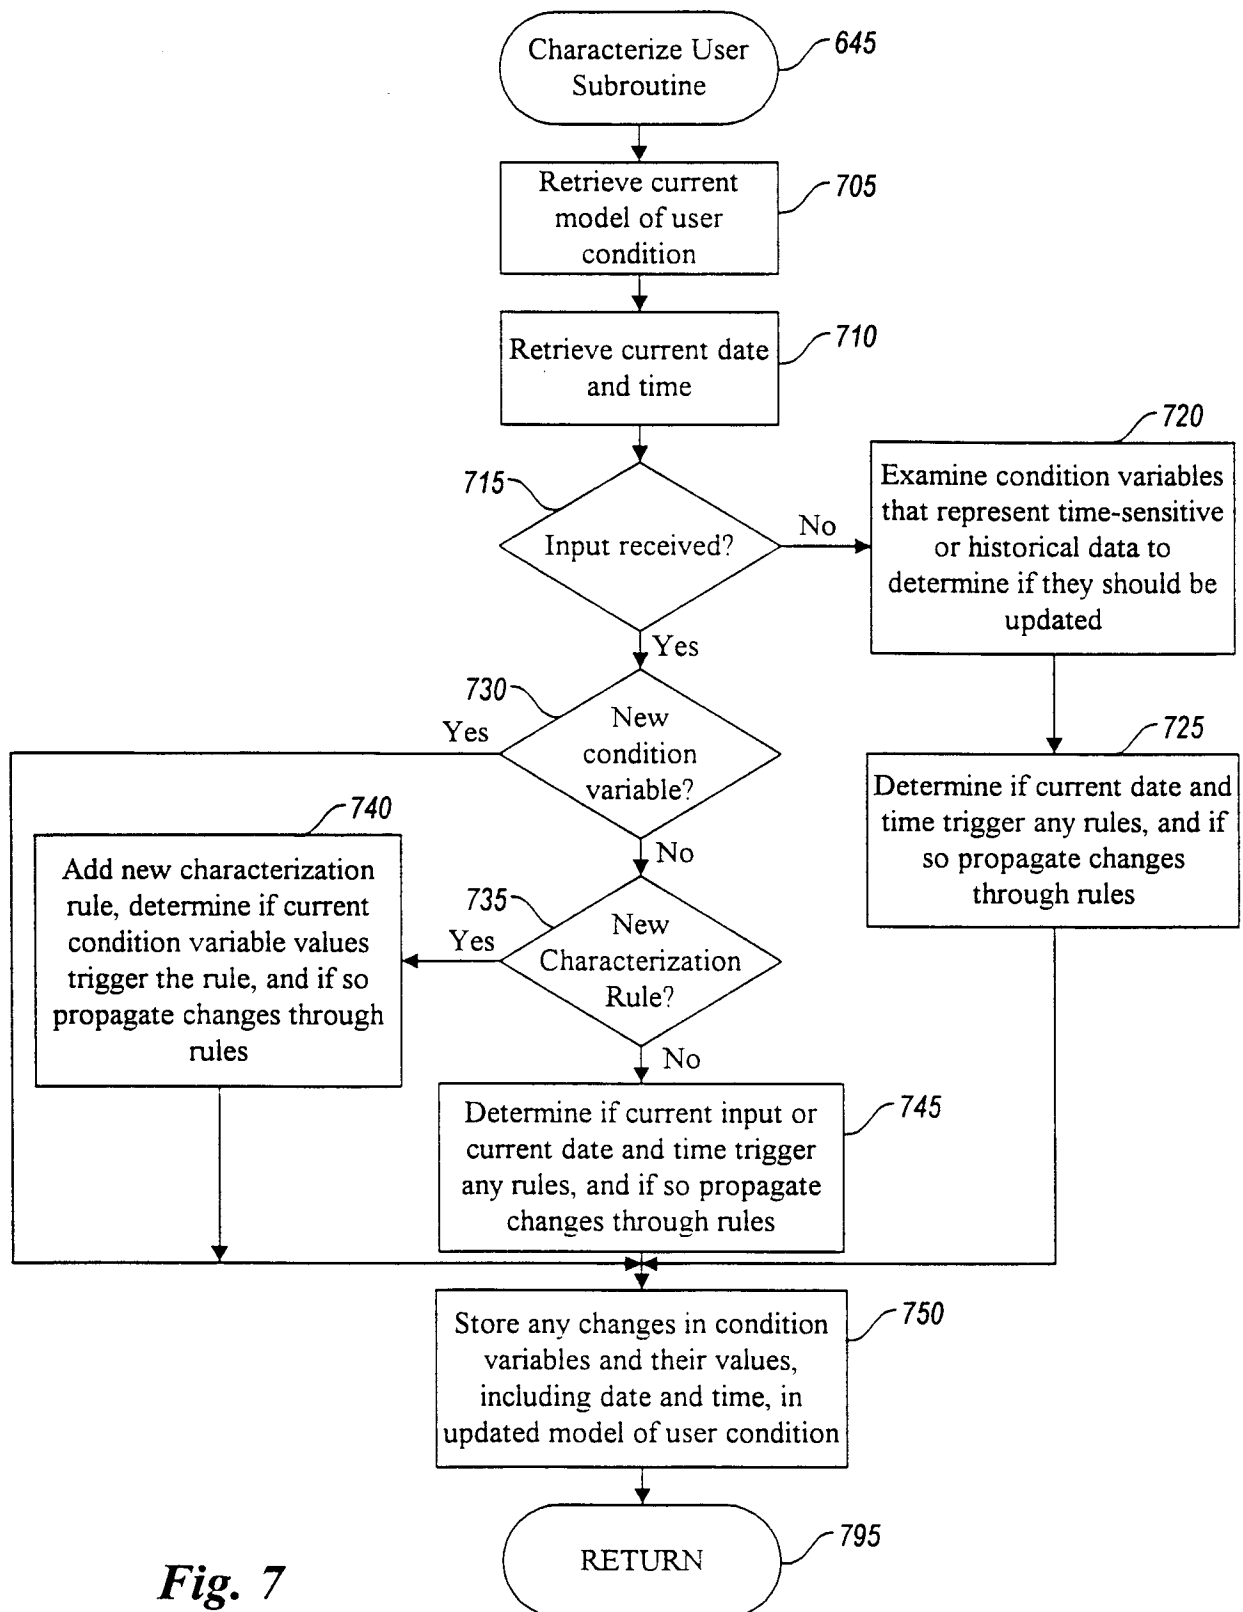 Characterize User
Subroutine
645
Retrieve current
model of user
condition
705
Retrieve current date
and time
710
715
Input received?
No
Yes
720
Examine condition variables
that represent time-sensitive
or historical data to
determine if they should be
updated
725
Determine if current date and
time trigger any rules, and if
so propagate changes
through rules
730
Yes
New
condition
variable?
No
735
Yes
New
Characterization
Rule?
No
740
Add new characterization
rule, determine if current
condition variable values
trigger the rule, and if so
propagate changes through
rules
745
Determine if current input or
current date and time trigger
any rules, and if so propagate
changes through rules
750
Store any changes in condition
variables and their values,
including date and time, in
updated model of user condition
RETURN
795
Fig. 7